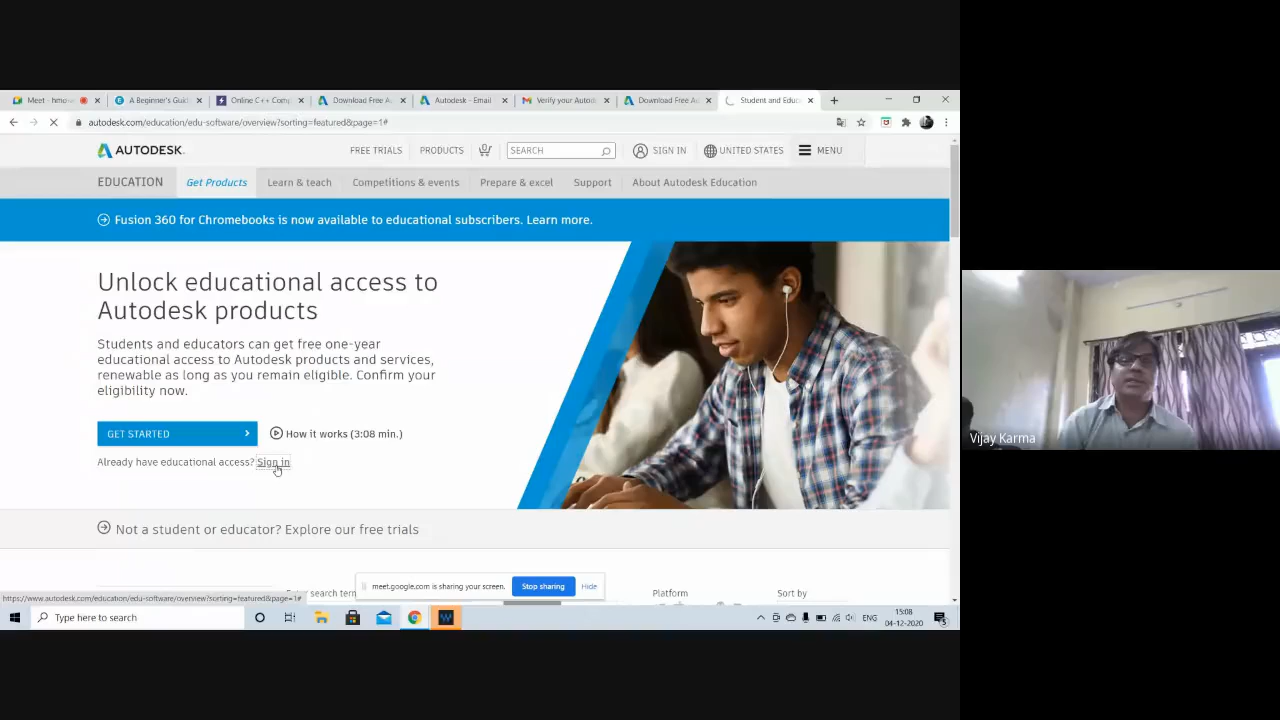 Meet - hmo
A Beginner's Guid
Online C++ Comp
Download Free A
Autodesk - Email
Verify your Autod
Download Free A
Student and Educ
autodesk.com/education/edu-software/overview?sorting=featured&page=1#
AUTODESK.
FREE TRIALS
PRODUCTS
SEARCH
SIGN IN
UNITED STATES
MENU
EDUCATION
Get Products
Learn & teach
Competitions & events
Prepare & excel
Support
About Autodesk Education
Fusion 360 for Chromebooks is now available to educational subscribers. Learn more.
Unlock educational access to
Autodesk products
Students and educators can get free one-year
educational access to Autodesk products and services,
renewable as long as you remain eligible. Confirm your
eligibility now.
GET STARTED
How it works (3:08 min.)
Already have educational access? Sign in
Vijay Karma
Not a student or educator? Explore our free trials
meet.google.com is sharing your screen.
Stop sharing
Hide
search term
Platform
Sort by
https://www.autodesk.com/education/edu-software/overview?sorting=featured&page=1#
Type here to search
ENG
15:08
04-12-2020